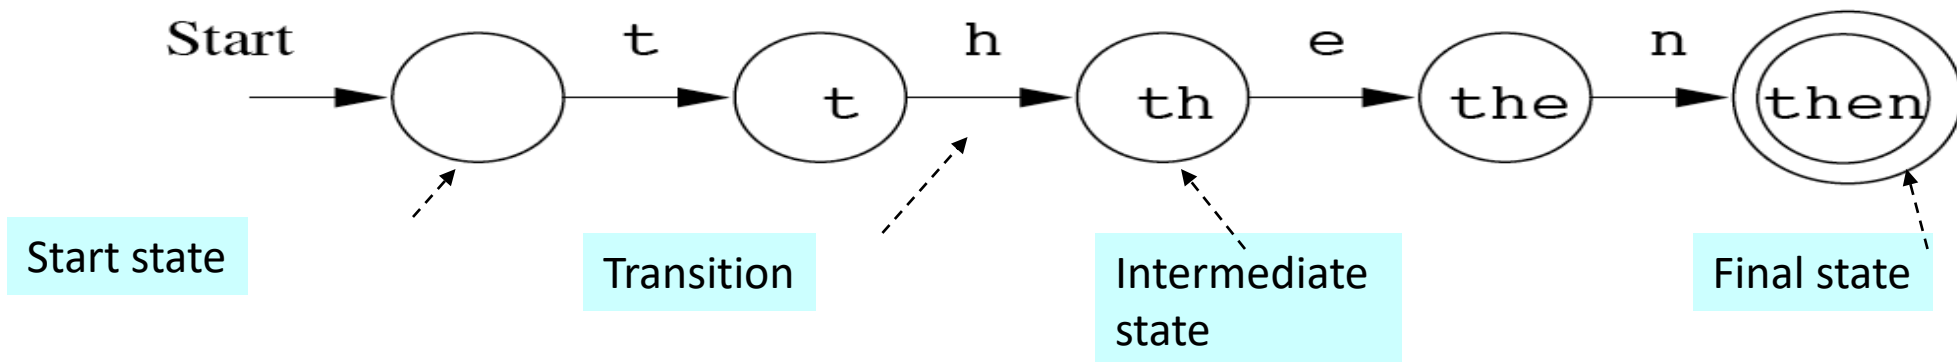 Start
t
h
e
n
t
th
the
then
Start state
Transition
Intermediate
state
Final state